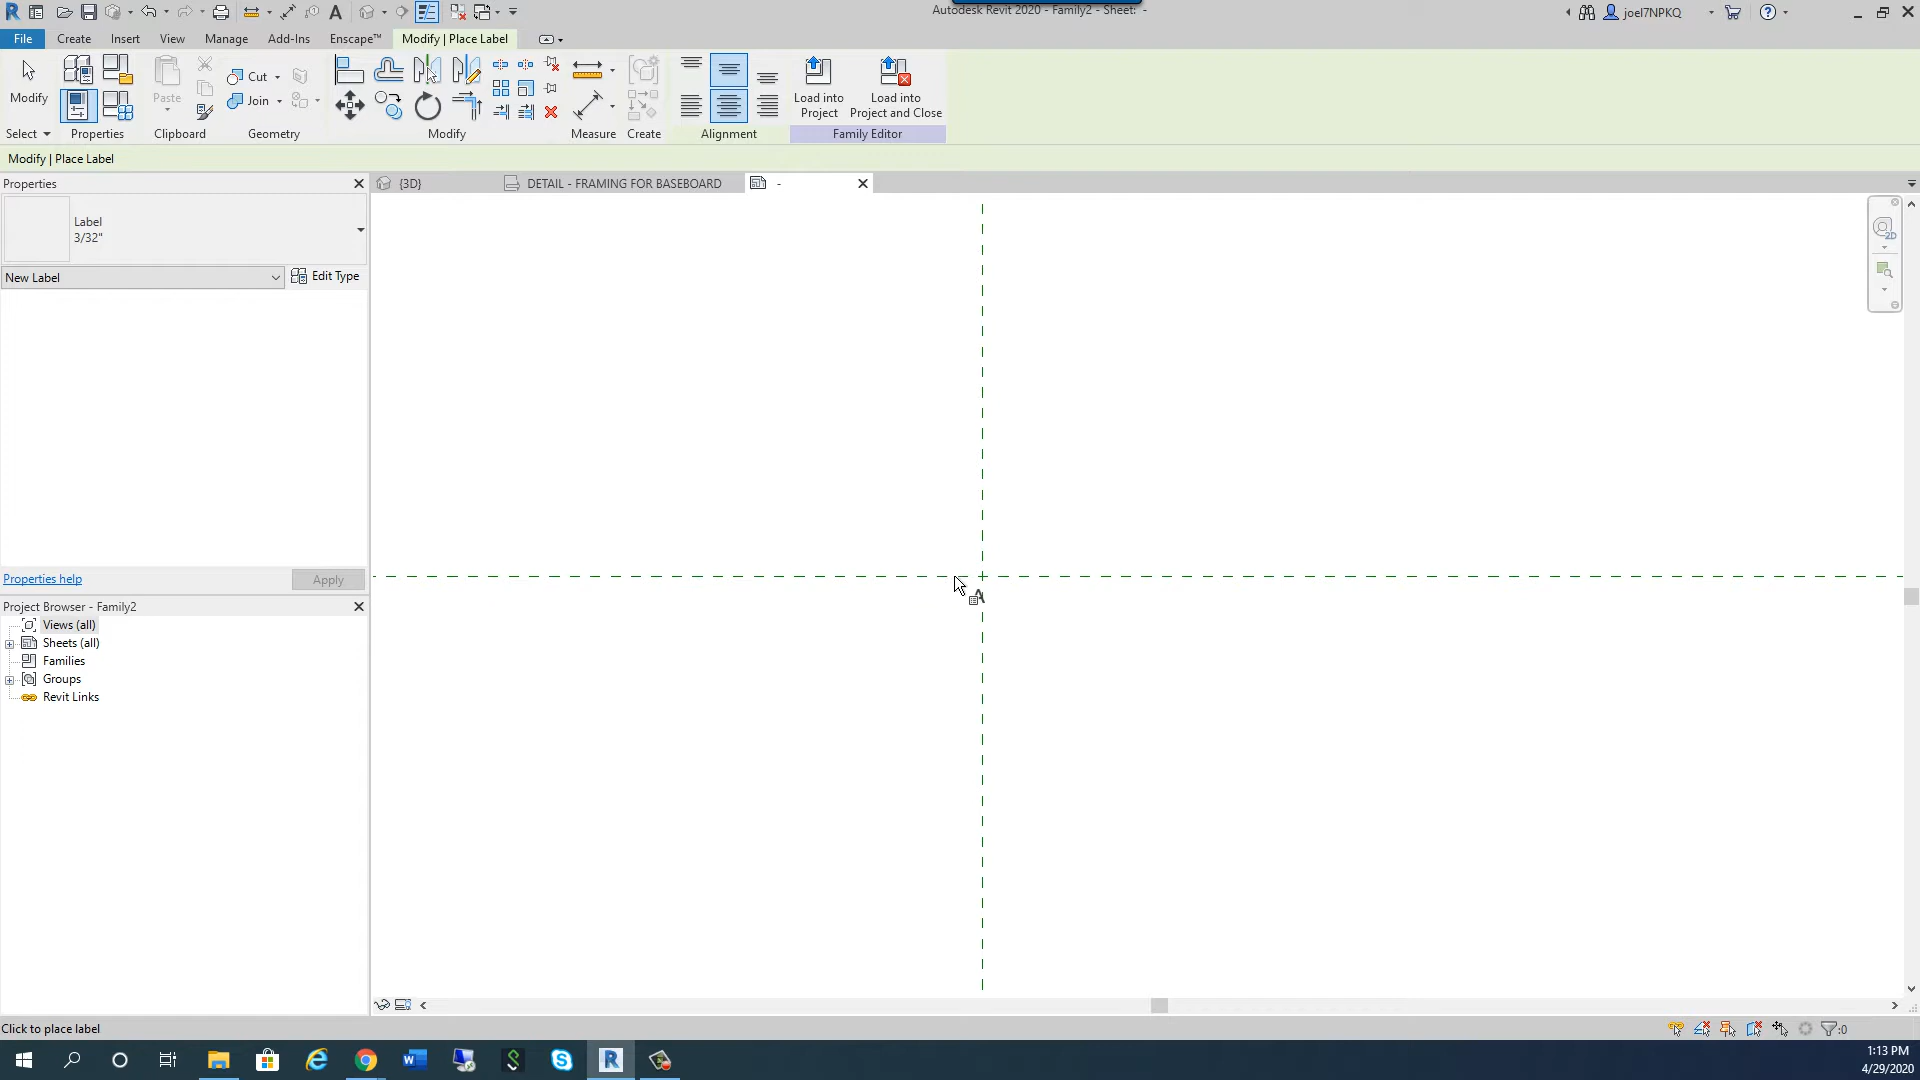 Autodesk Revit 2020 - Family2 - Sheet: -
joel7NPKQ
File Create Insert View Manage Add-Ins Enscape™ Modify | Place Label
Modify
Paste
Cut
Join
Load into
Project
Load into
Project and Close
Select Properties Clipboard Geometry Modify Measure Create Alignment Family Editor
Modify | Place Label
Properties
{3D}
DETAIL - FRAMING FOR BASEBOARD
-
Label
3/32"
New Label
Edit Type
2D
A
Properties help
Apply
Project Browser - Family2
Views (all)
Sheets (all)
Families
Groups
Revit Links
Click to place label
:0
1:13 PM
4/29/2020